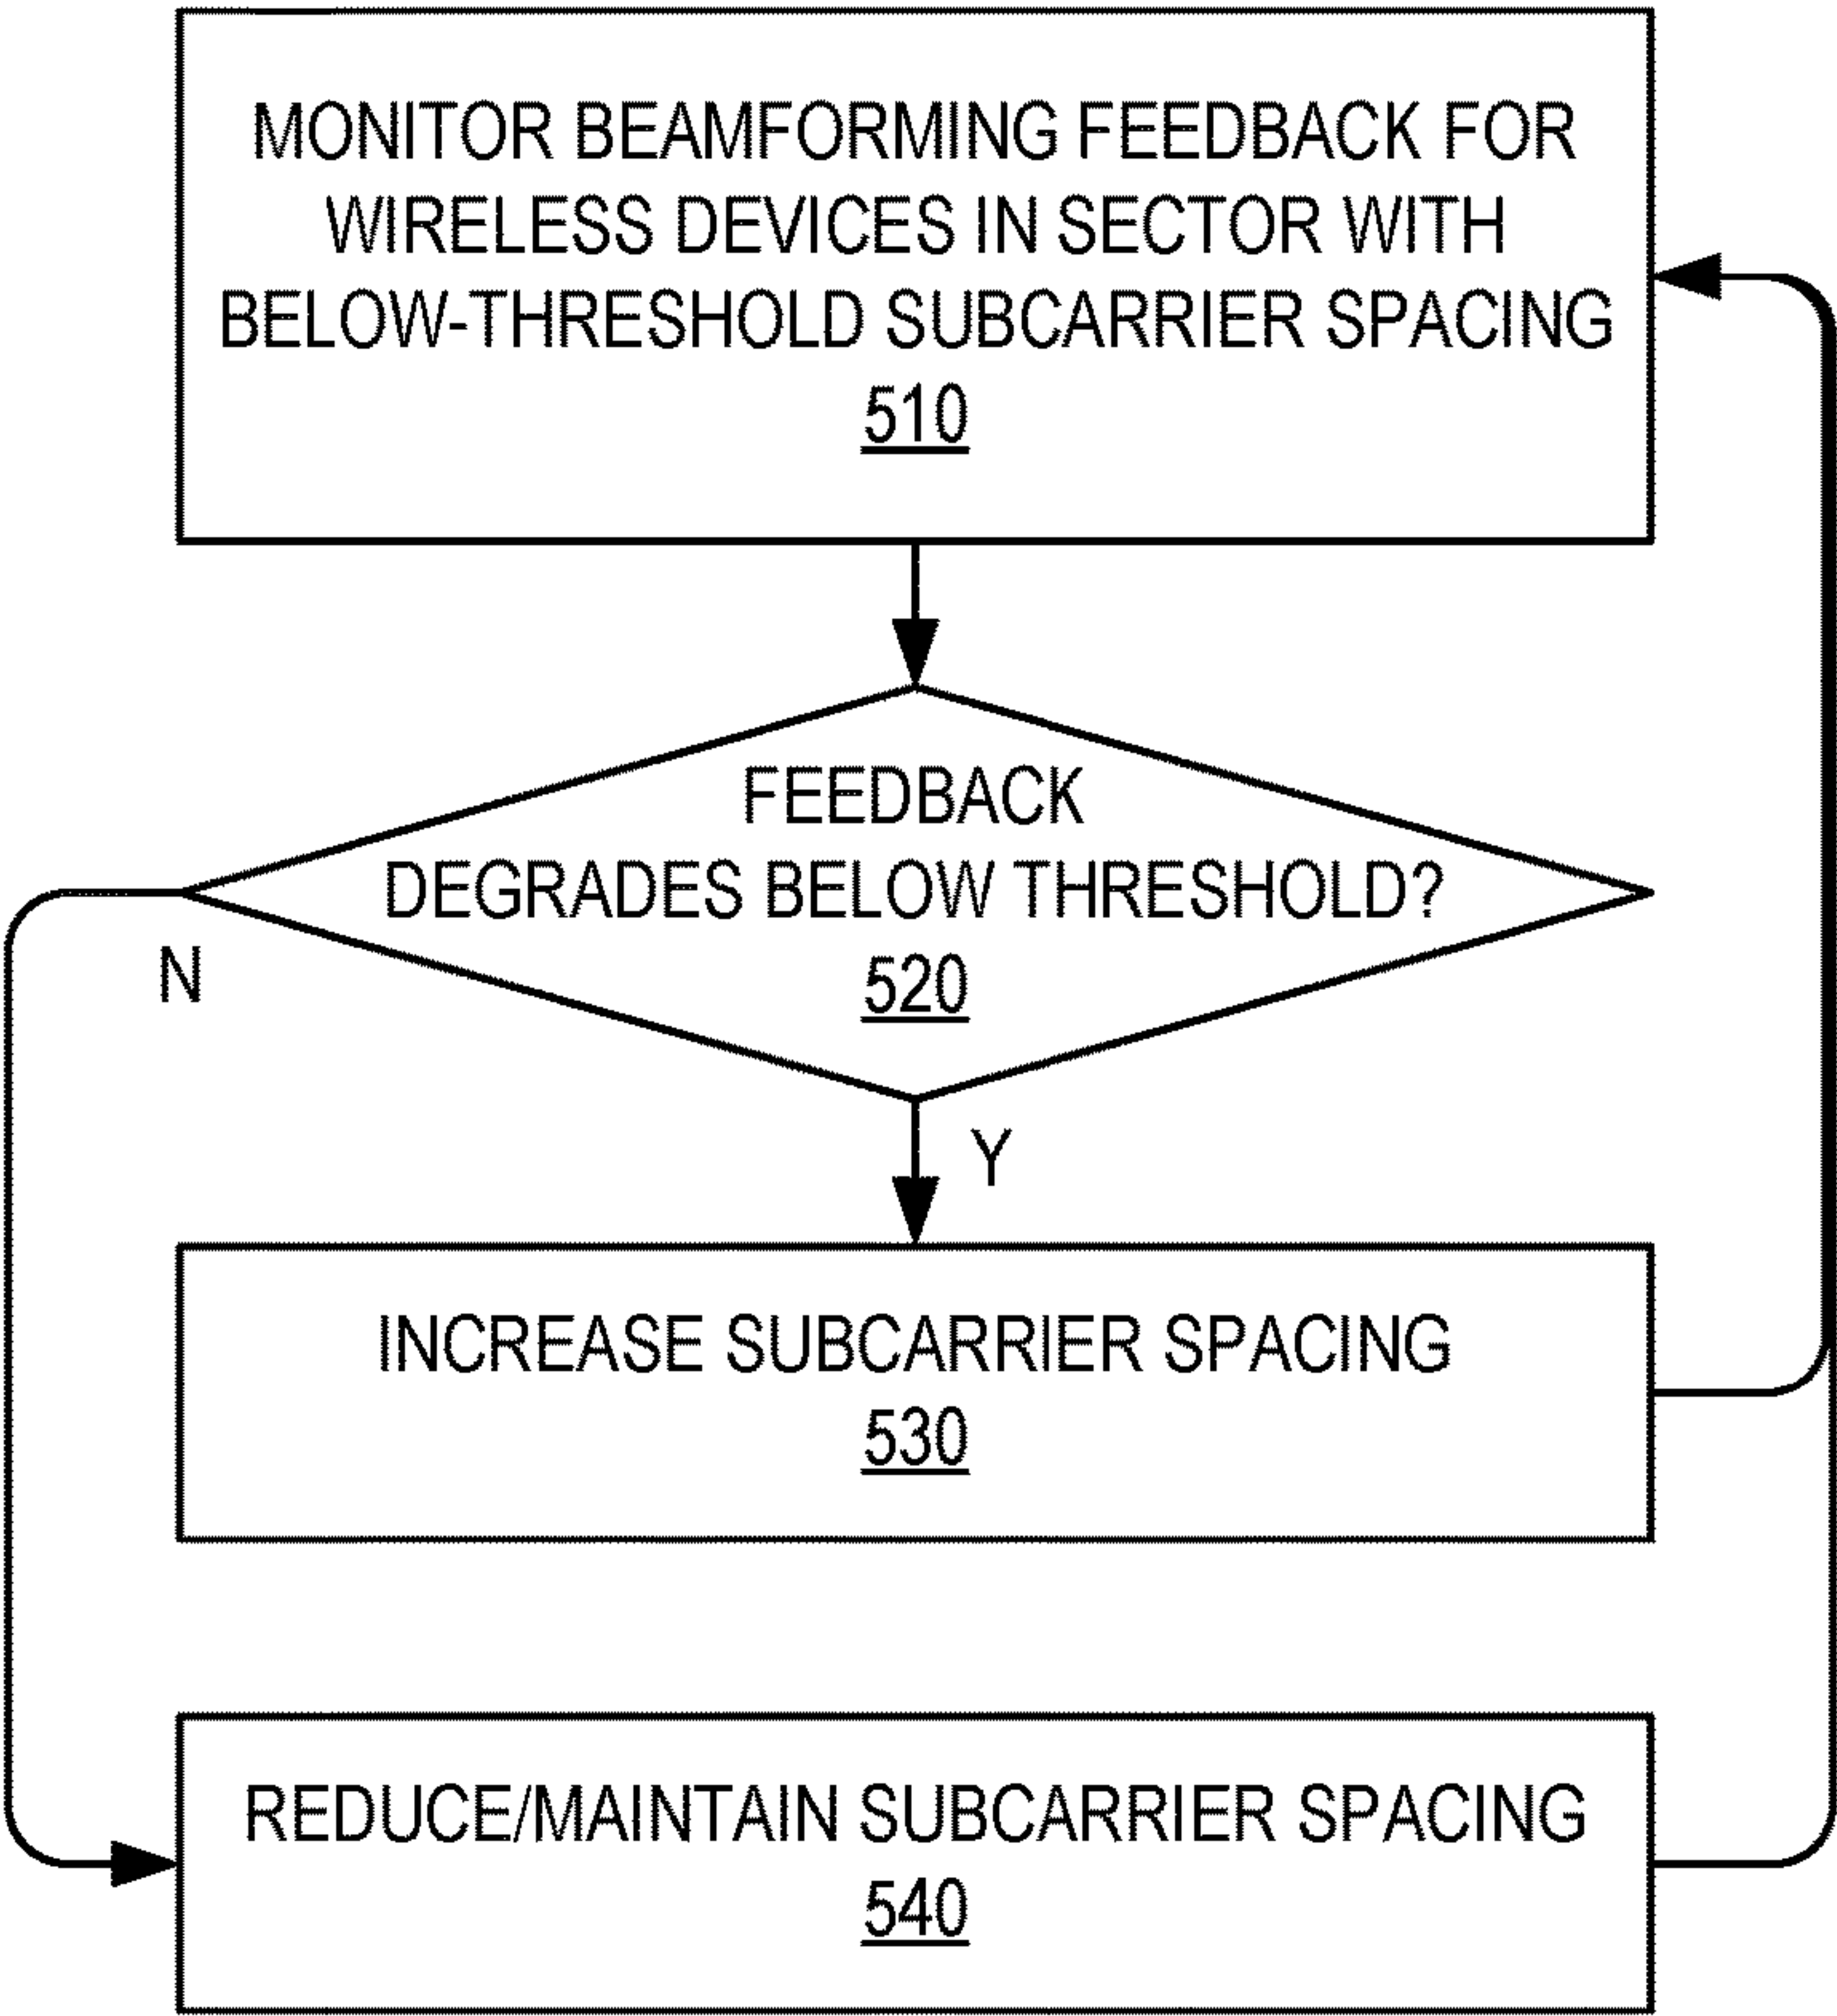 MONITOR BEAMFORMING FEEDBACK FOR
WIRELESS DEVICES IN SECTOR WITH
BELOW-THRESHOLD SUBCARRIER SPACING
510
FEEDBACK
DEGRADES BELOW THRESHOLD?
520
N
Y
INCREASE SUBCARRIER SPACING
530
REDUCE/MAINTAIN SUBCARRIER SPACING
540